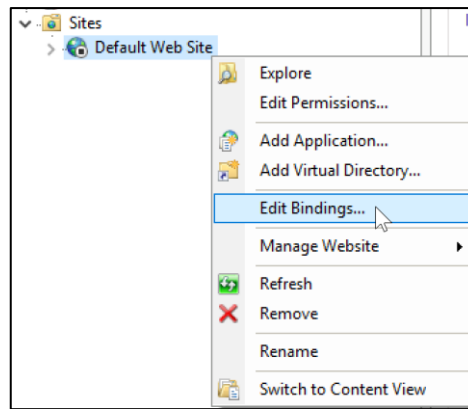 Sites
Default Web Site
Explore
Edit Permissions...
Add Application...
Add Virtual Directory...
Edit Bindings...
Manage Website
Refresh
Remove
Rename
Switch to Content View